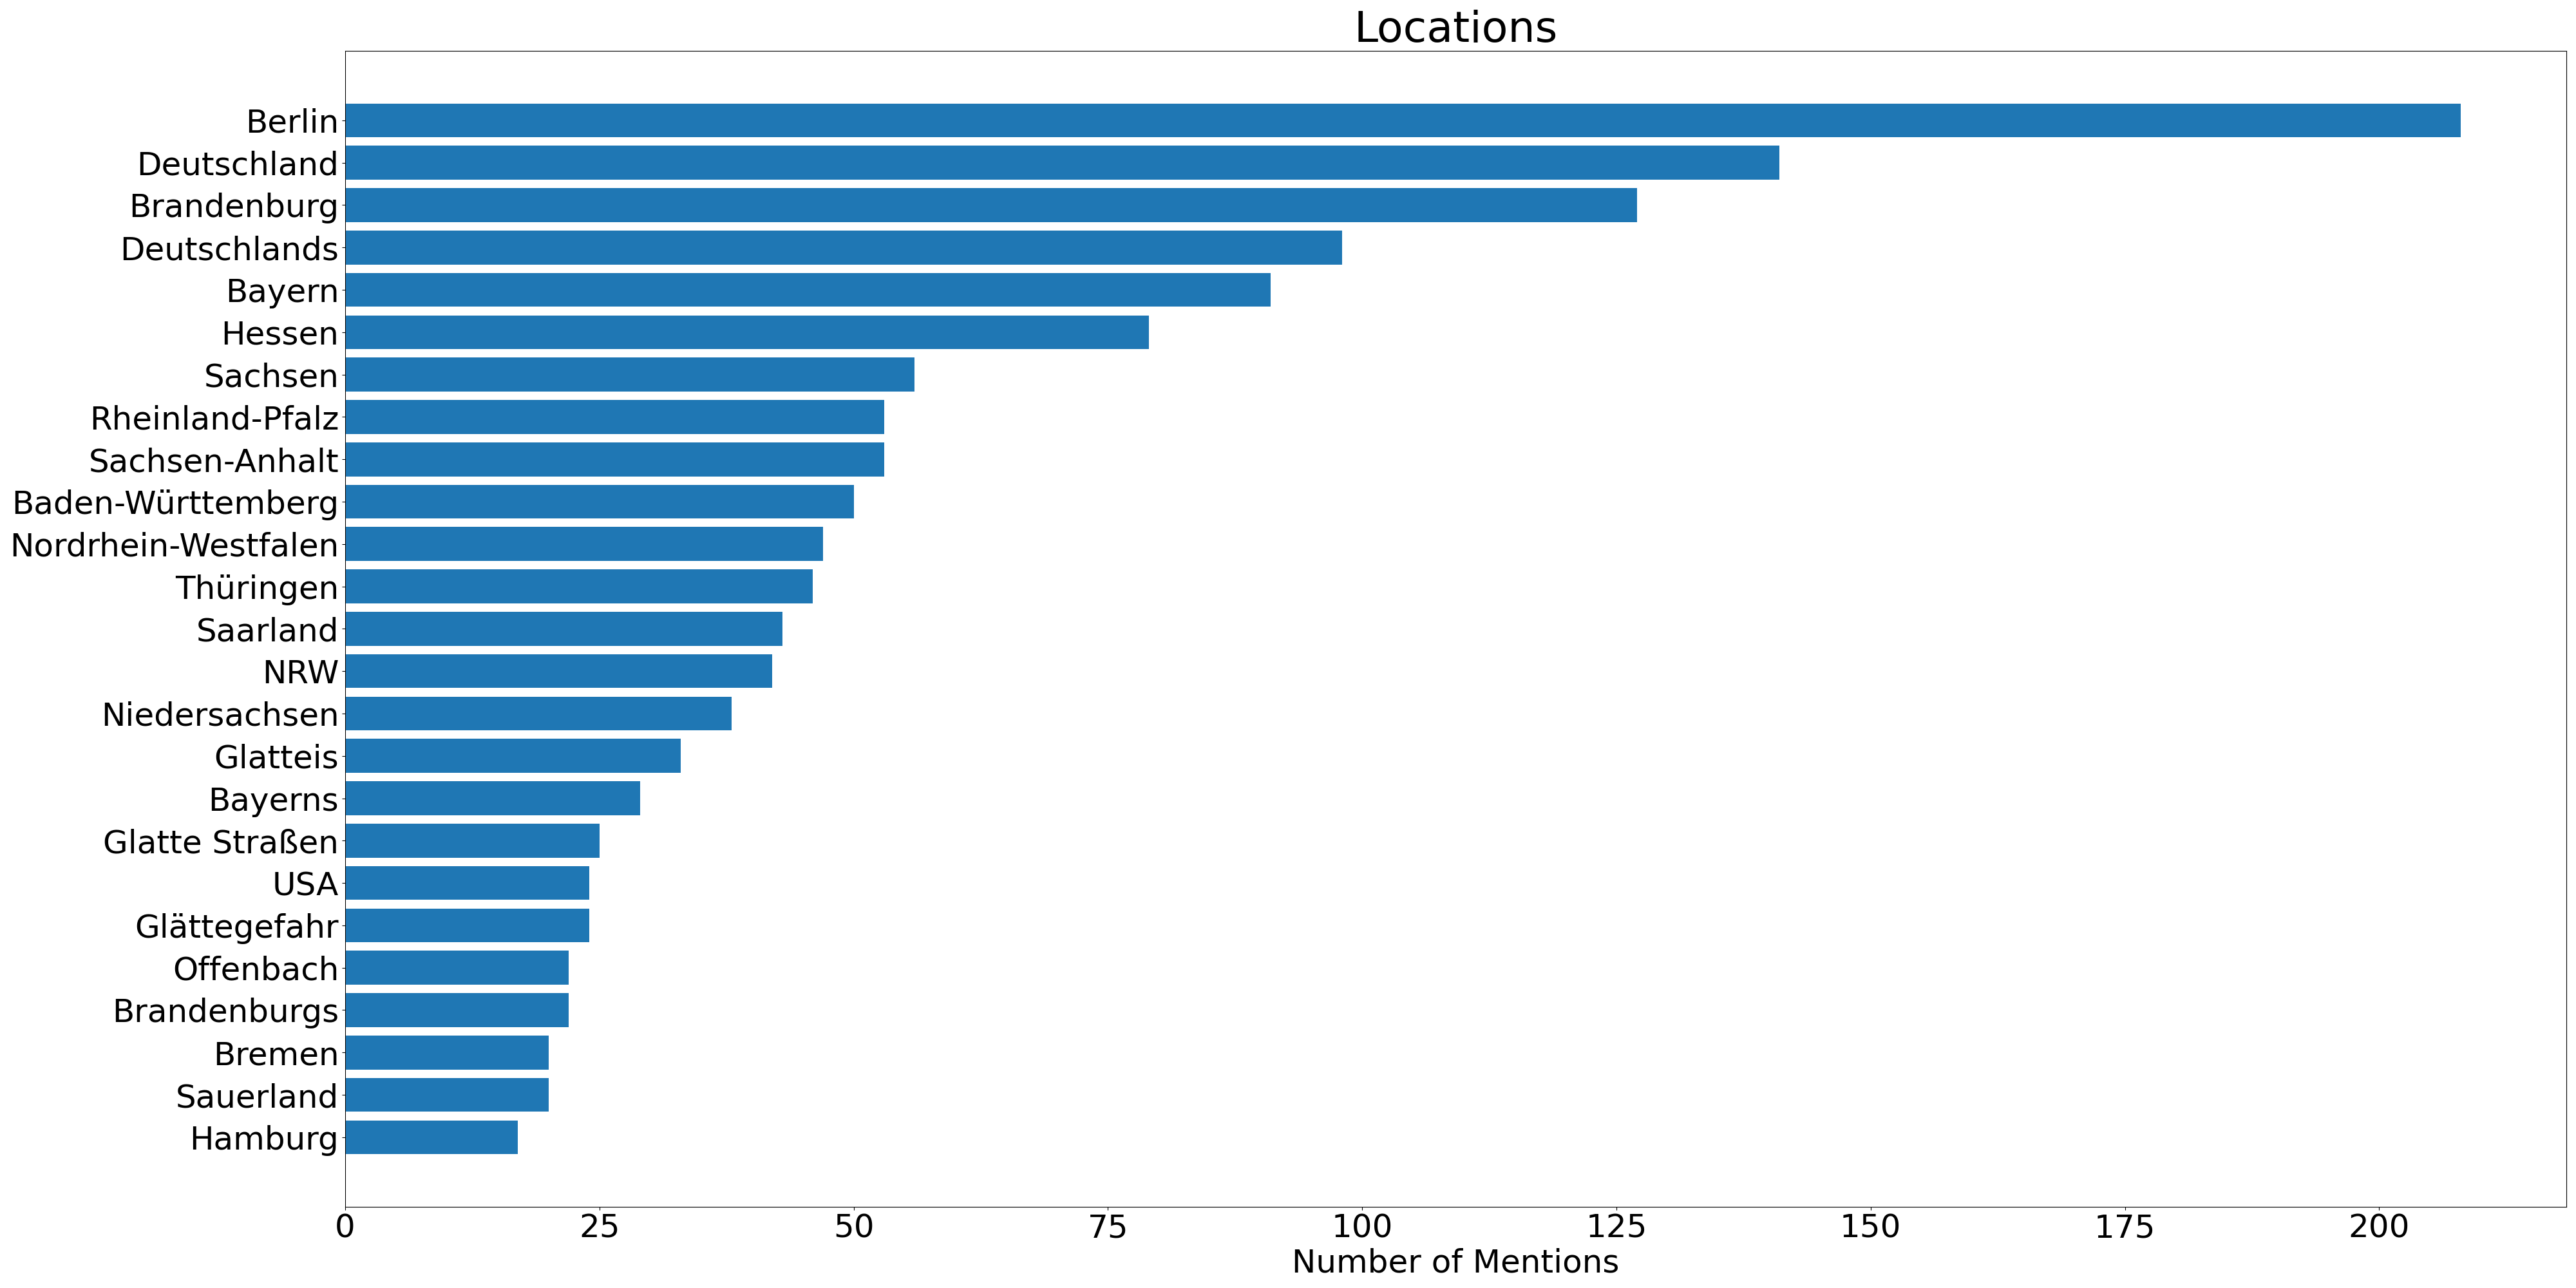 Locations
Berlin
Deutschland
Brandenburg
Deutschlands
Bayern
Hessen
Sachsen
Rheinland-Pfalz
Sachsen-Anhalt
Baden-Württemberg
Nordrhein-Westfalen
Thüringen
Saarland
NRW
Niedersachsen
Glatteis
Bayerns
Glatte Straßen
USA
Glättegefahr
Offenbach
Brandenburgs
Bremen
Sauerland
Hamburg
0 25 50 75 100 125 150 175 200
Number of Mentions